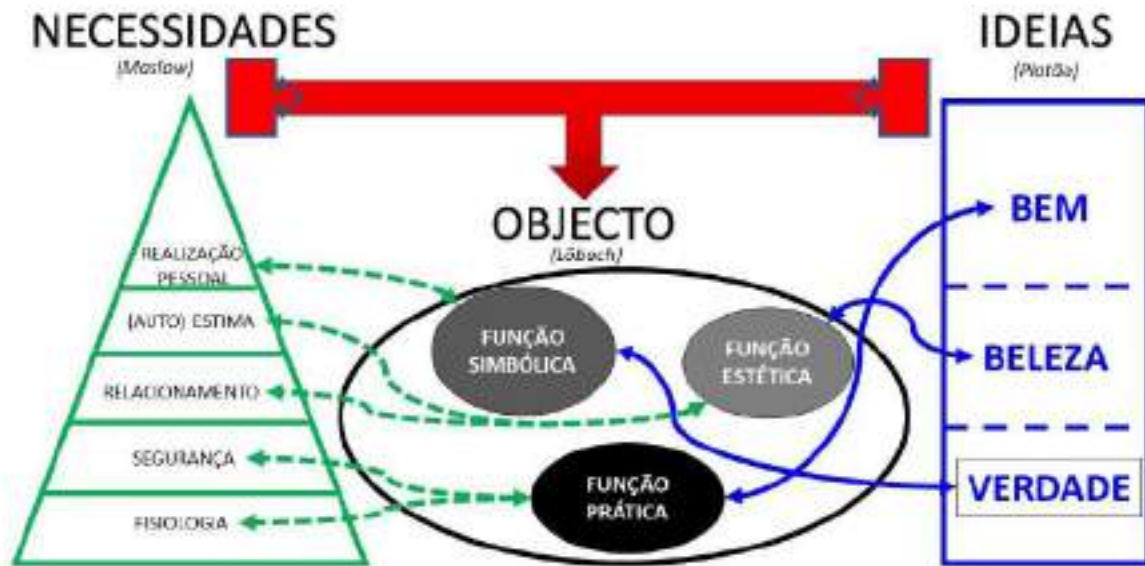 NECESSIDADES
(Maslow)
IDEIAS
(Platão)
OBJECTO
(Löbach)
REALIZAÇÃO
PESSOAL
(AUTO) ESTIMA
RELACIONAMENTO
SEGURANÇA
FISIOLOGIA
FUNÇÃO
SIMBÓLICA
FUNÇÃO
ESTÉTICA
FUNÇÃO
PRÁTICA
BEM
BELEZA
VERDADE